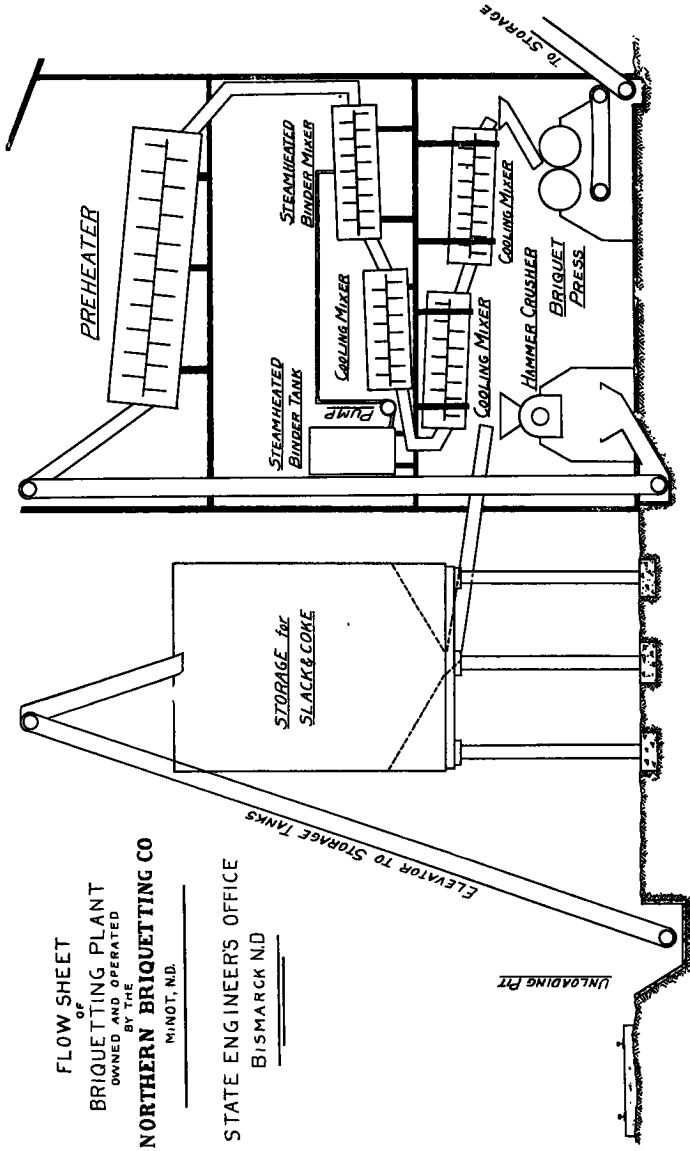 FLOW SHEET
OF
BRIQUETTING PLANT
OWNED AND OPERATED
BY THE
NORTHERN BRIQUETTING CO
MINOT, N.D.
STATE ENGINEER'S OFFICE
BISMARCK N.D
UNLOADING PIT
ELEVATOR TO STORAGE TANKS
STORAGE for
SLACK & COKE
PREHEATER
STEAMHEATED
BINDER TANK
PUMP
STEAMHEATED
BINDER MIXER
COOLING MIXER
COOLING MIXER
COOLING MIXER
HAMMER CRUSHER
BRIQUET
PRESS
TO STORAGE